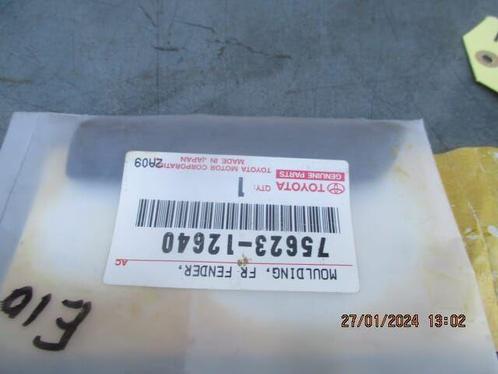 MOULDING, FR FENDER,
AC
75623-12640
TOYOTA
GENUINE PARTS
QTY: 1
TOYOTA MOTOR CORPORATION
MADE IN JAPAN
2A09
E10
27/01/2024 13:02